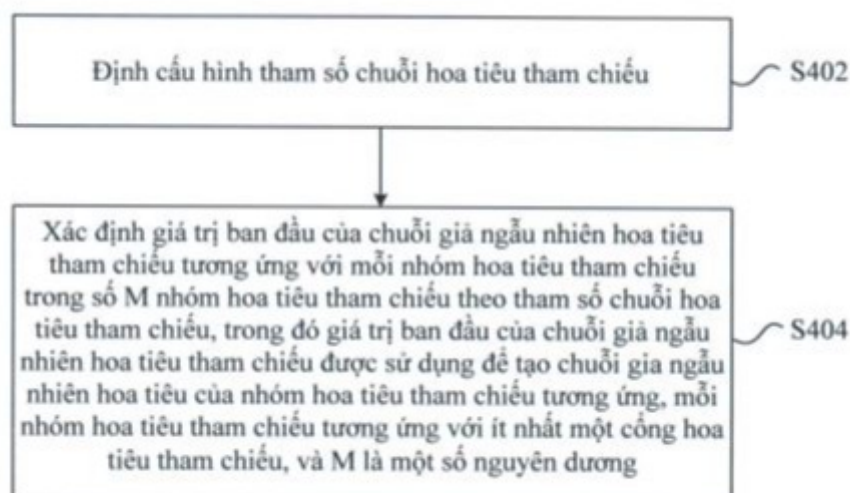 Định cấu hình tham số chuỗi hoa tiêu tham chiếu
S402
Xác định giá trị ban đầu của chuỗi giả ngẫu nhiên hoa tiêu
tham chiếu tương ứng với mỗi nhóm hoa tiêu tham chiếu
trong số M nhóm hoa tiêu tham chiếu theo tham số chuỗi hoa
tiêu tham chiếu, trong đó giá trị ban đầu của chuỗi giả ngẫu
nhiên hoa tiêu tham chiếu được sử dụng để tạo chuỗi gia ngẫu
nhiên hoa tiêu của nhóm hoa tiêu tham chiếu tương ứng, mỗi
nhóm hoa tiêu tham chiếu tương ứng với ít nhất một cổng hoa
tiêu tham chiếu, và M là một số nguyên dương
S404